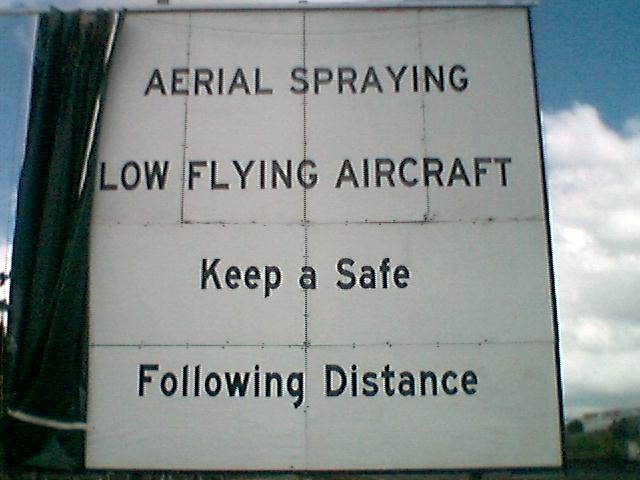 AERIAL SPRAYING
LOW FLYING AIRCRAFT
Keep a Safe
Following Distance